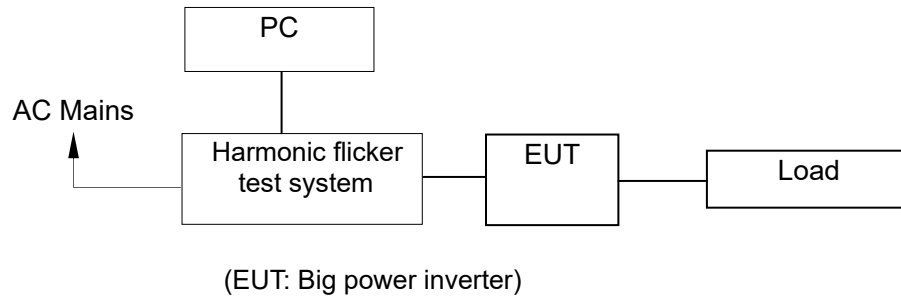 PC
AC Mains
Harmonic flicker
test system
EUT
Load
(EUT: Big power inverter)